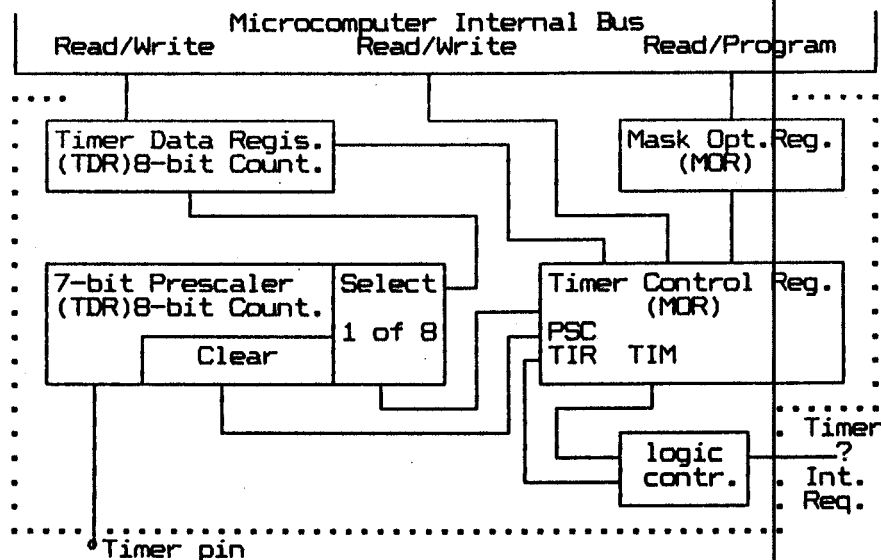 Microcomputer Internal Bus
Read/Write Read/Write Read/Program
Timer Data Regis.
(TDR)8-bit Count.
Mask Opt.Reg.
(MOR)
7-bit Prescaler
(TDR)8-bit Count.
Clear
Select
1 of 8
Timer Control Reg.
(MOR)
PSC
TIR TIM
logic
contr.
Timer
?
Int.
Req.
Timer pin